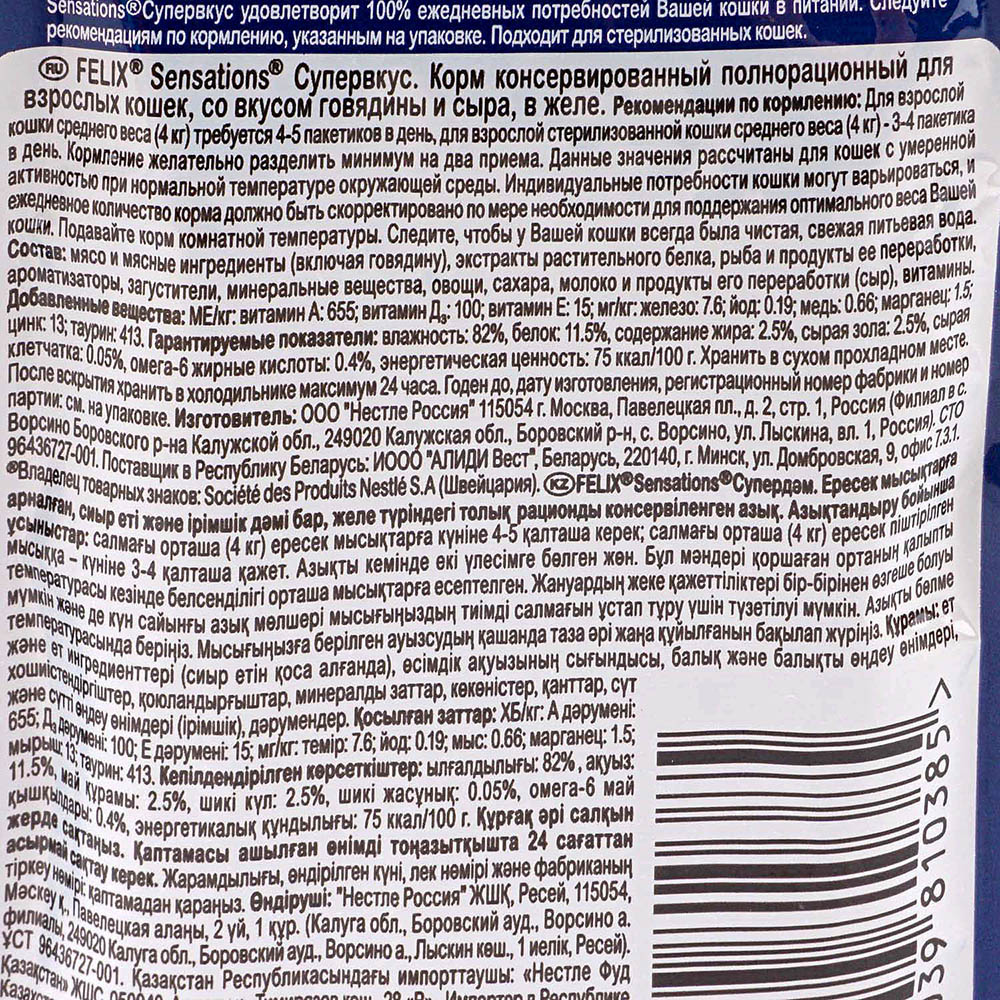 Sensations® Супервкус удовлетворит 100% ежедневных потребностей Вашей кошки в питании. Следуйте
рекомендациям по кормлению, указанным на упаковке. Подходит для стерилизованных кошек.
RU FELIX® Sensations® Супервкус. Корм консервированный полнорационный для
взрослых кошек, со вкусом говядины и сыра, в желе. Рекомендации по кормлению: Для взрослой
кошки среднего веса (4 кг) требуется 4-5 пакетиков в день, для взрослой стерилизованной кошки среднего веса (4 кг) - 3-4 пакетика
в день. Кормление желательно разделить минимум на два приема. Данные значения рассчитаны для кошек с умеренной
активностью при нормальной температуре окружающей среды. Индивидуальные потребности кошки могут варьироваться, и
ежедневное количество корма должно быть скорректировано по мере необходимости для поддержания оптимального веса Вашей
кошки. Подавайте корм комнатной температуры. Следите, чтобы у Вашей кошки всегда была чистая, свежая питьевая вода.
Состав: мясо и мясные ингредиенты (включая говядину), экстракты растительного белка, рыба и продукты ее переработки,
ароматизаторы, загустители, минеральные вещества, овощи, сахара, молоко и продукты его переработки (сыр), витамины.
Добавленные вещества: МЕ/кг: витамин А: 655; витамин Д₃: 100; витамин Е: 15; мг/кг: железо: 7.6; йод: 0.19; медь: 0.66; марганец: 1.5;
цинк: 13; таурин: 413. Гарантируемые показатели: влажность: 82%, белок: 11.5%, содержание жира: 2.5%, сырая зола: 2.5%, сырая
клетчатка: 0.05%, омега-6 жирные кислоты: 0.4%, энергетическая ценность: 75 ккал/100 г. Хранить в сухом прохладном месте.
После вскрытия хранить в холодильнике максимум 24 часа. Годен до, дату изготовления, регистрационный номер фабрики и номер
партии: см. на упаковке. Изготовитель: ООО "Нестле Россия" 115054 г. Москва, Павелецкая пл., д. 2, стр. 1, Россия (Филиал в с.
Ворсино Боровского р-на Калужской обл., 249020 Калужская обл., Боровский р-н, с. Ворсино, ул. Лыскина, вл. 1, Россия). СТО
96436727-001. Поставщик в Республику Беларусь: ИООО "АЛИДИ Вест", Беларусь, 220140, г. Минск, ул. Домбровская, 9, офис 7.3.1.
®Владелец товарных знаков: Société des Produits Nestlé S.A (Швейцария). KZ FELIX® Sensations® Супердәм. Ересек мысықтарға
арналған, сиыр еті және ірімшік дәмі бар, желе түріндегі толық рационды консервіленген азық. Азықтандыру бойынша
ұсыныстар: салмағы орташа (4 кг) ересек мысықтарға күніне 4-5 қалташа керек; салмағы орташа (4 кг) ересек піштірілген
мысыққа – күніне 3-4 қалташа қажет. Азықты кемінде екі үлесімге бөлген жөн. Бұл мәндері қоршаған ортаның қалыпты
температурасы кезінде белсенділігі орташа мысықтарға есептелген. Жануардың жеке қажеттіліктері бір-бірінен өзгеше болуы
мүмкін және де күн сайынғы азық мөлшері мысығыңыздың тиімді салмағын ұстап тұру үшін түзетілуі мүмкін. Азықты бөлме
температурасында беріңіз. Мысығыңызға берілген ауызсудың қашанда таза әрі жаңа құйылғанын бақылап жүріңіз. Құрамы: ет
және ет ингредиенттері (сиыр етін қоса алғанда), өсімдік ақуызының сығындысы, балық және балықты өңдеу өнімдері,
хошиістендіргіштер, қоюландырғыштар, минералды заттар, көкөністер, қанттар, сүт
және сүтті өңдеу өнімдері (ірімшік), дәрумендер. Қосылған заттар: ХБ/кг: А дәрумені:
655; Д₃ дәрумені: 100; Е дәрумені: 15; мг/кг: темір: 7.6; йод: 0.19; мыс: 0.66; марганец: 1.5;
мырыш: 13; таурин: 413. Кепілдендірілген көрсеткіштер: ылғалдылығы: 82%, ақуыз:
11.5%, май құрамы: 2.5%, шикі күл: 2.5%, шикі жасұнық: 0.05%, омега-6 май
қышқылдары: 0.4%, энергетикалық құндылығы: 75 ккал/100 г. Құрғақ әрі салқын
жерде сақтаңыз. Қаптамасы ашылған өнімді тоңазытқышта 24 сағаттан
асырмай сақтау керек. Жарамдылығы, өндірілген күні, лек нөмірі және фабриканың
тіркеу нөмірі: қаптамадан қараңыз. Өндіруші: "Нестле Россия" ЖШҚ, Ресей, 115054,
Мәскеу қ., Павелецкая алаңы, 2 үй, 1 құр. (Калуга обл., Боровский ауд., Ворсино а.
филиалы, 249020 Калуга обл., Боровский ауд., Ворсино а., Лыскин көш., 1 иелік, Ресей).
ҰСТ 96436727-001. Қазақстан Республикасындағы импорттаушы: «Нестле Фуд
Қазақстан» ЖШС, 050040,
39 810385 >